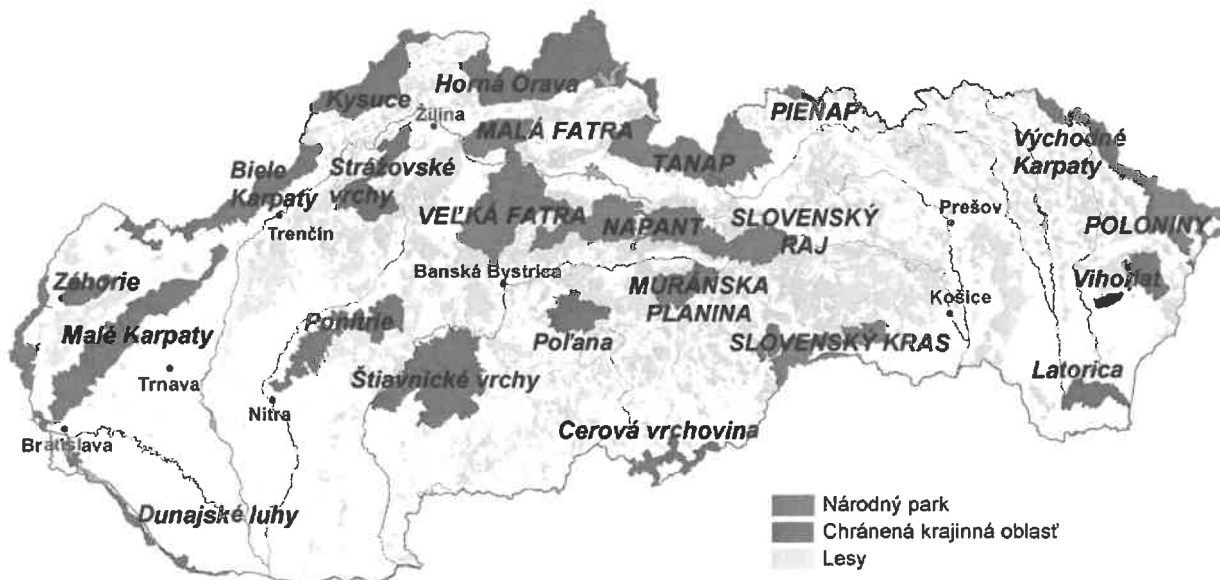 Horná Orava
Kysuce
Žilina
PIENAP
MALÁ FATRA
Východné
Karpaty
Strážovské
vrchy
TANAP
Biele
Karpaty
VEĽKÁ FATRA
NAPANT
SLOVENSKÝ
RAJ
Prešov
POLONINY
Trenčín
Banská Bystrica
Záhorie
MURÁNSKA
PLANINA
Vihorlat
Košice
Malé Karpaty
Ponitrie
Poľana
SLOVENSKÝ KRAS
Trnava
Štiavnické vrchy
Latorica
Nitra
Bratislava
Cerová vrchovina
Dunajské luhy
Národný park
Chránená krajinná oblasť
Lesy